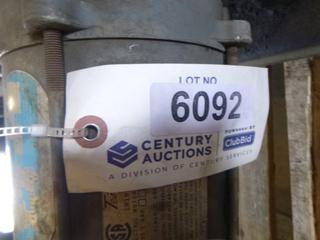 LOT NO.
6092
CENTURY
AUCTIONS
POWERED BY
ClubBid
A DIVISION OF CENTURY SERVICES